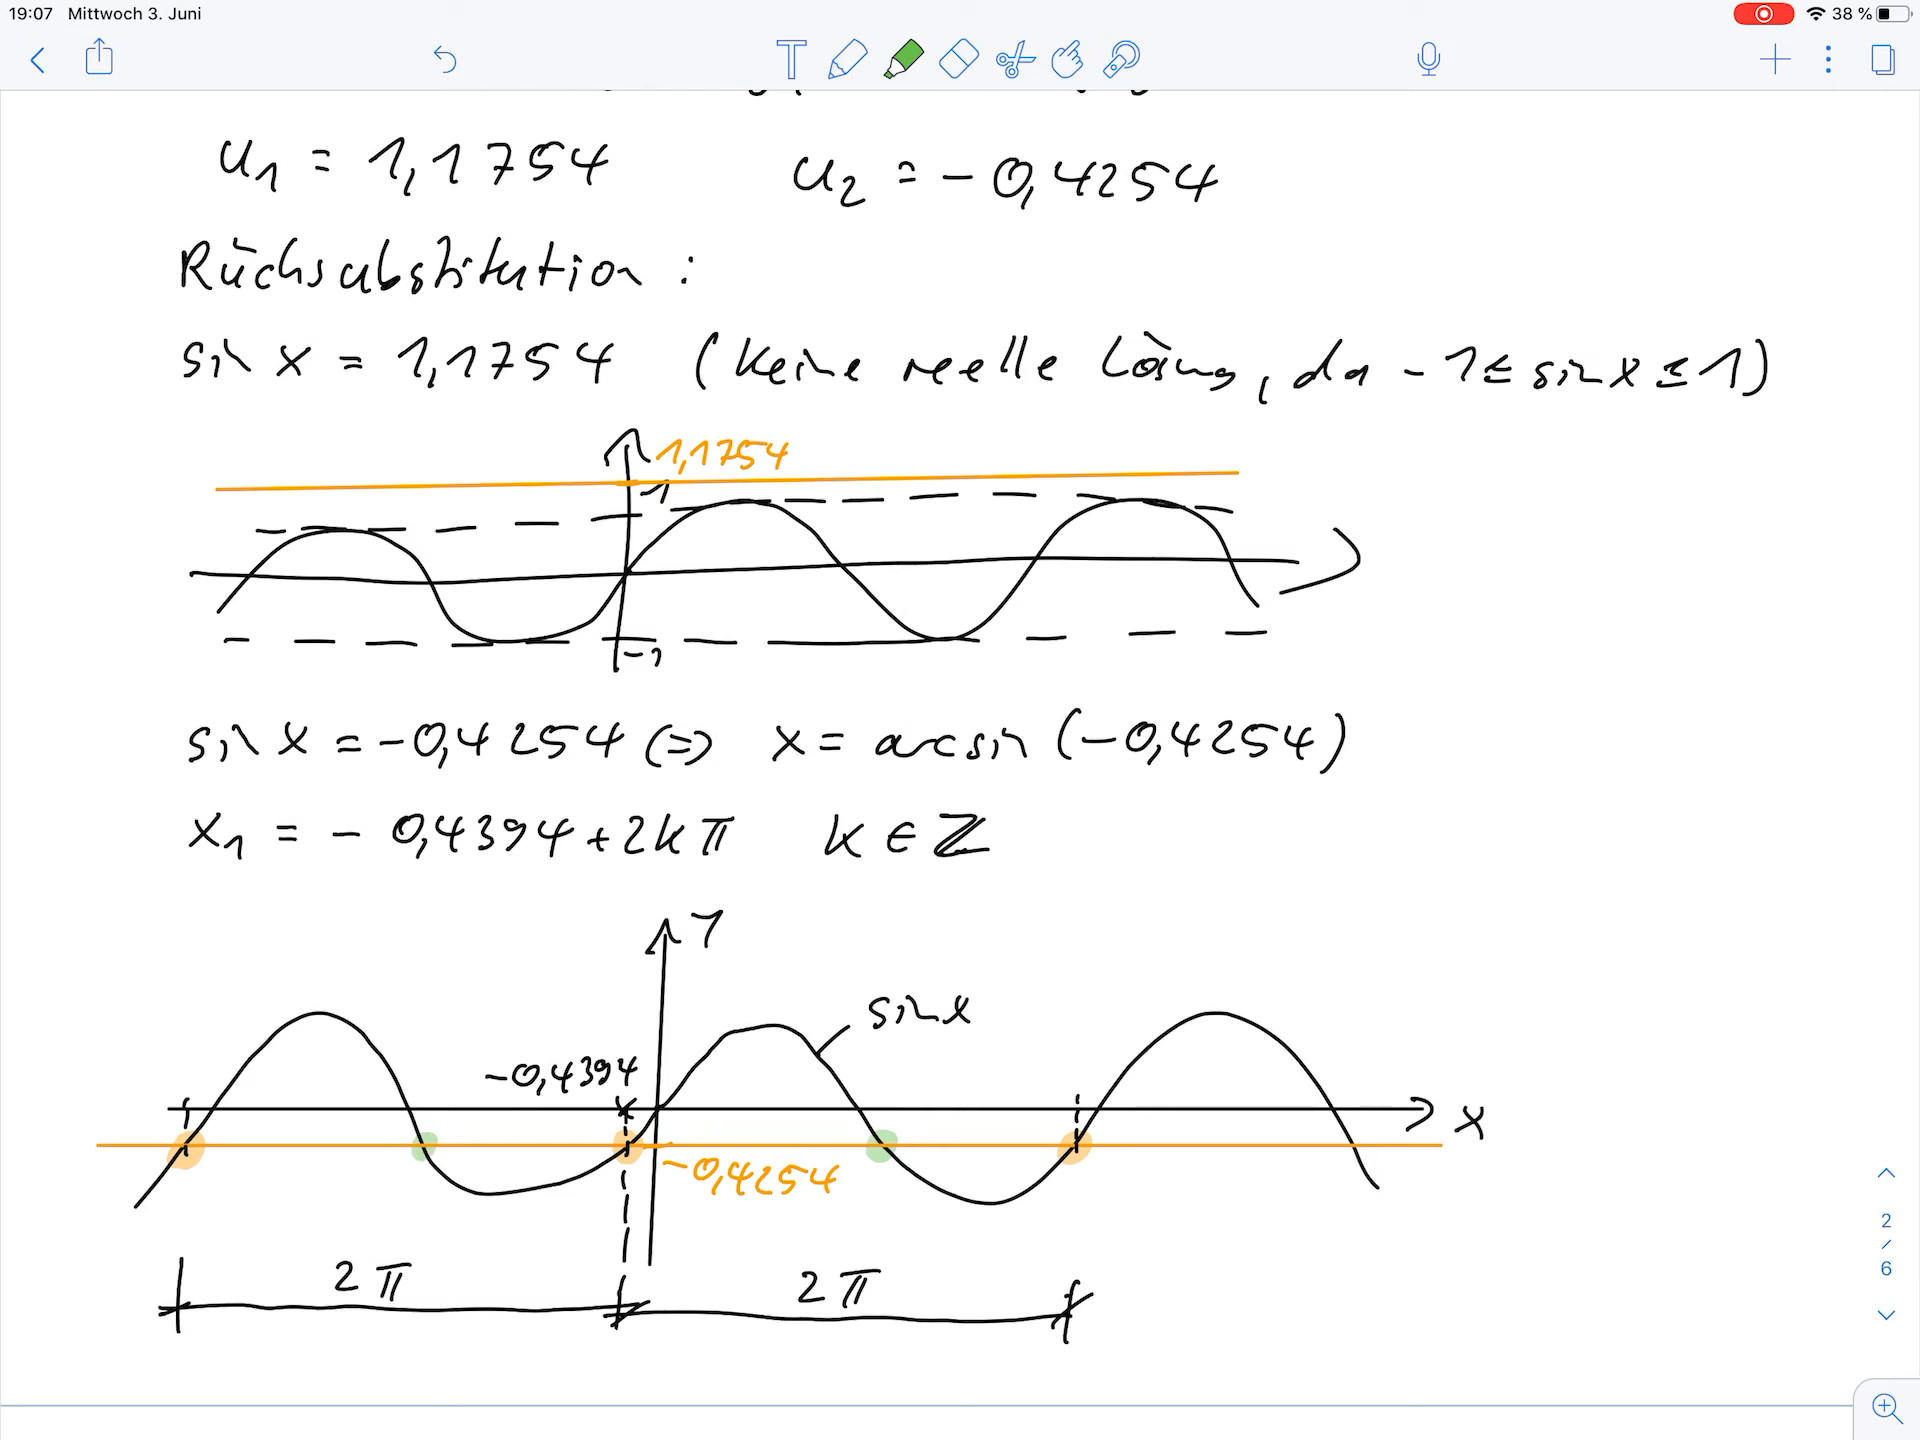 19:07 Mittwoch 3. Juni 38 %
u₁ = 1,1754 u₂ = -0,4254
Rücksubstitution :
sin x = 1,1754 (keine reelle Lösung, da -1 ≤ sin x ≤ 1)
1,1754
1
-1
sin x = -0,4254 (=> x = arcsin (-0,4254)
x₁ = - 0,4394 + 2kπ k ∈ ℤ
Y
sin x
-0,4394
x
-0,4254
2π 2π
2
/
6